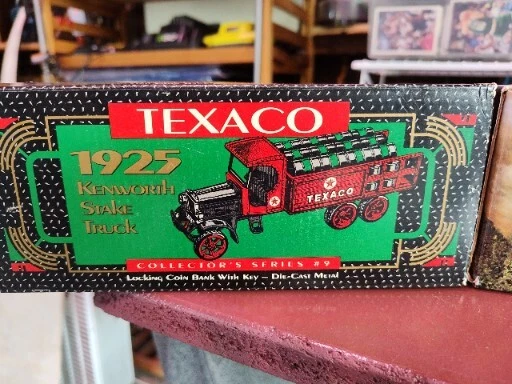 TEXACO
1925
KENWORTH
STAKE
TRUCK
TEXACO
COLLECTOR'S SERIES #9
LOCKING COIN BANK WITH KEY – DIE-CAST METAL